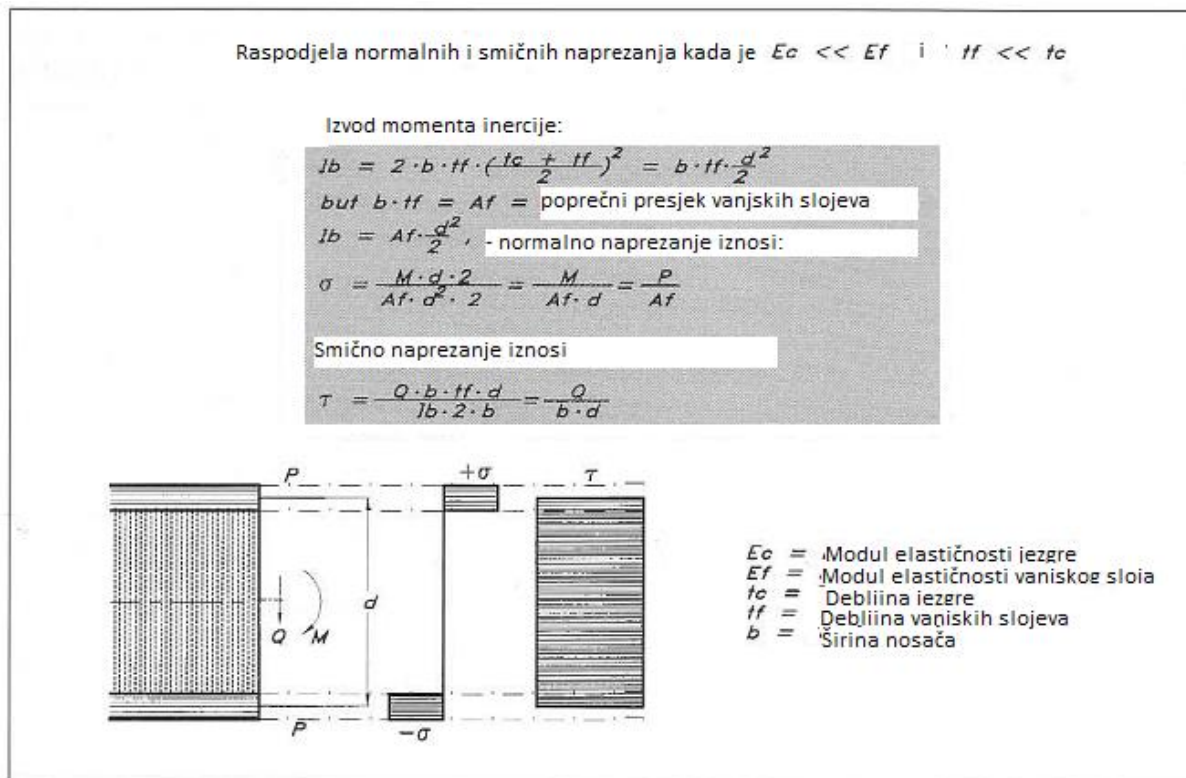 Raspodjela normalnih i smičnih naprezanja kada je Ec << Ef i tf << tc
Izvod momenta inercije:
Ib = 2·b·tf·(tc + tf / 2)² = b·tf·d²/2
but b·tf = Af = poprečni presjek vanjskih slojeva
Ib = Af·d²/2, - normalno naprezanje iznosi:
σ = M·d·2 / Af·d²·2 = M / Af·d = P / Af
Smično naprezanje iznosi
τ = Q·b·tf·d / Ib·2·b = Q / b·d
P +σ τ
d
Q M
P -σ
Ec = Modul elastičnosti jezgre
Ef = Modul elastičnosti vanjskog sloja
tc = Debljina jezgre
tf = Debljina vanjskih slojeva
b = Širina nosača